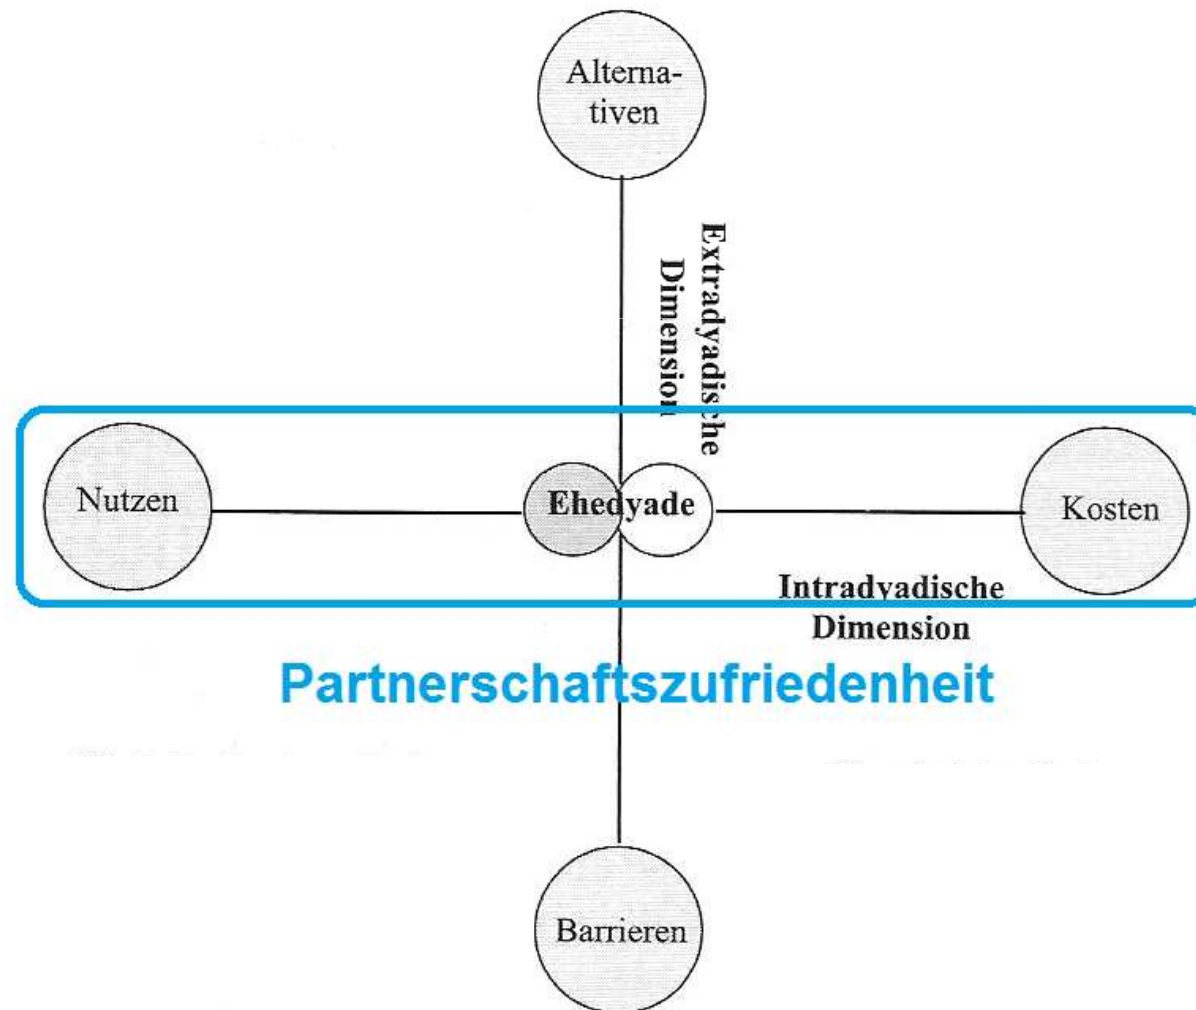 Alterna-
tiven
Extradyadische
Dimension
Nutzen
Ehedyade
Kosten
Intradyadische
Dimension
Partnerschaftszufriedenheit
Barrieren